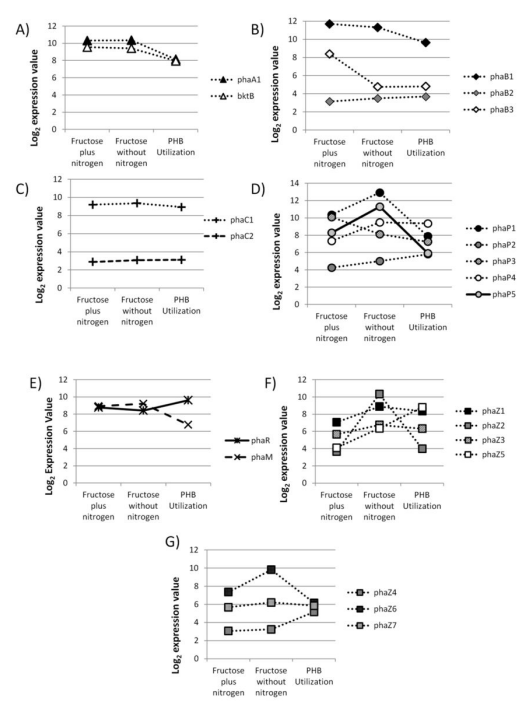 A)
Log2 expression value
12
10
8
6
4
2
0
Fructose plus nitrogen
Fructose without nitrogen
PHB Utilization
phaA1
bktB
B)
Log2 expression value
12
10
8
6
4
2
0
Fructose plus nitrogen
Fructose without nitrogen
PHB Utilization
phaB1
phaB2
phaB3
C)
Log2 expression value
12
10
8
6
4
2
0
Fructose plus nitrogen
Fructose without nitrogen
PHB Utilization
phaC1
phaC2
D)
Log2 expression value
14
12
10
8
6
4
2
0
Fructose plus nitrogen
Fructose without nitrogen
PHB Utilization
phaP1
phaP2
phaP3
phaP4
phaP5
E)
Log2 Expression Value
12
10
8
6
4
2
0
Fructose plus nitrogen
Fructose without nitrogen
PHB Utilization
phaR
phaM
F)
Log2 expression value
12
10
8
6
4
2
0
Fructose plus nitrogen
Fructose without nitrogen
PHB Utilization
phaZ1
phaZ2
phaZ3
phaZ5
G)
Log2 expression value
12
10
8
6
4
2
0
Fructose plus nitrogen
Fructose without nitrogen
PHB Utilization
phaZ4
phaZ6
phaZ7